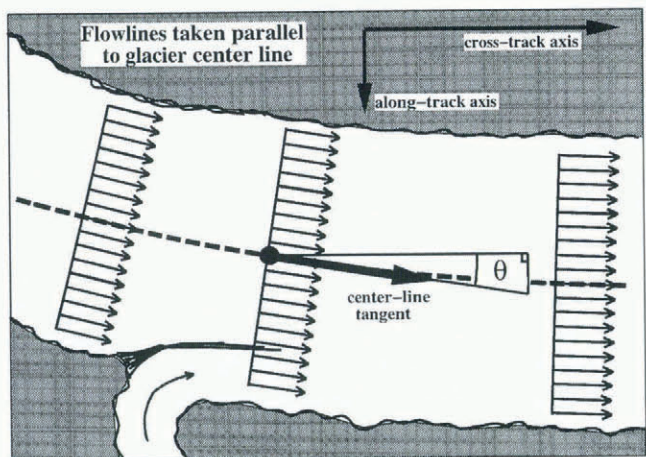 Flowlines taken parallel
to glacier center line
cross-track axis
along-track axis
θ
center-line
tangent